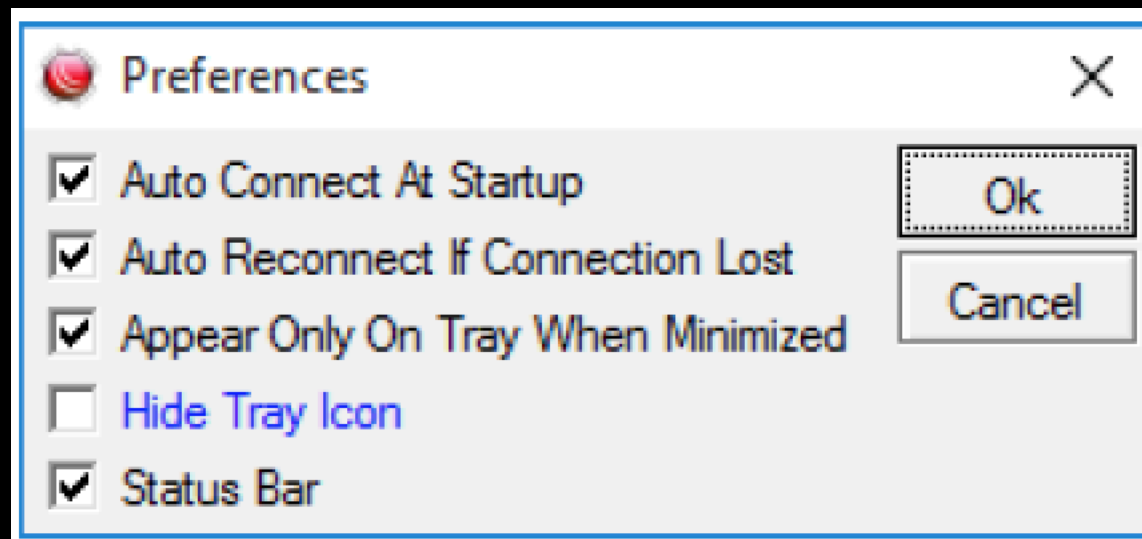 Preferences
Auto Connect At Startup
Auto Reconnect If Connection Lost
Appear Only On Tray When Minimized
Hide Tray Icon
Status Bar
Ok
Cancel